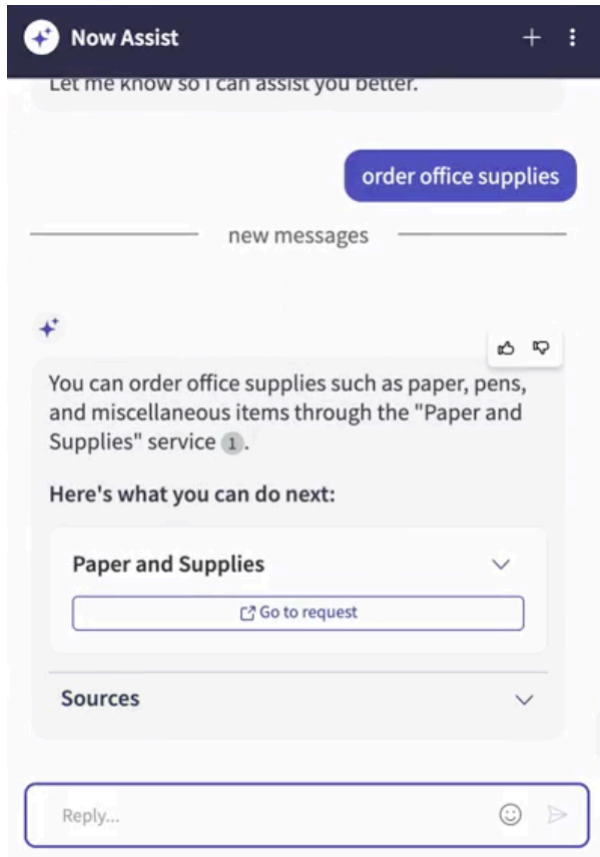 Now Assist
Let me know so I can assist you better.
order office supplies
new messages
You can order office supplies such as paper, pens,
and miscellaneous items through the "Paper and
Supplies" service 1.
Here's what you can do next:
Paper and Supplies
Go to request
Sources
Reply...